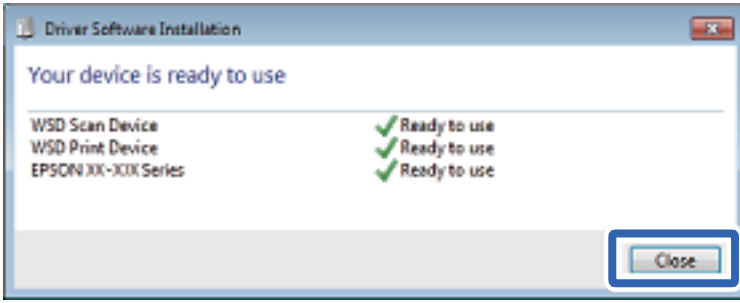 Driver Software Installation
Your device is ready to use
WSD Scan Device Ready to use
WSD Print Device Ready to use
EPSON XX-XXX Series Ready to use
Close